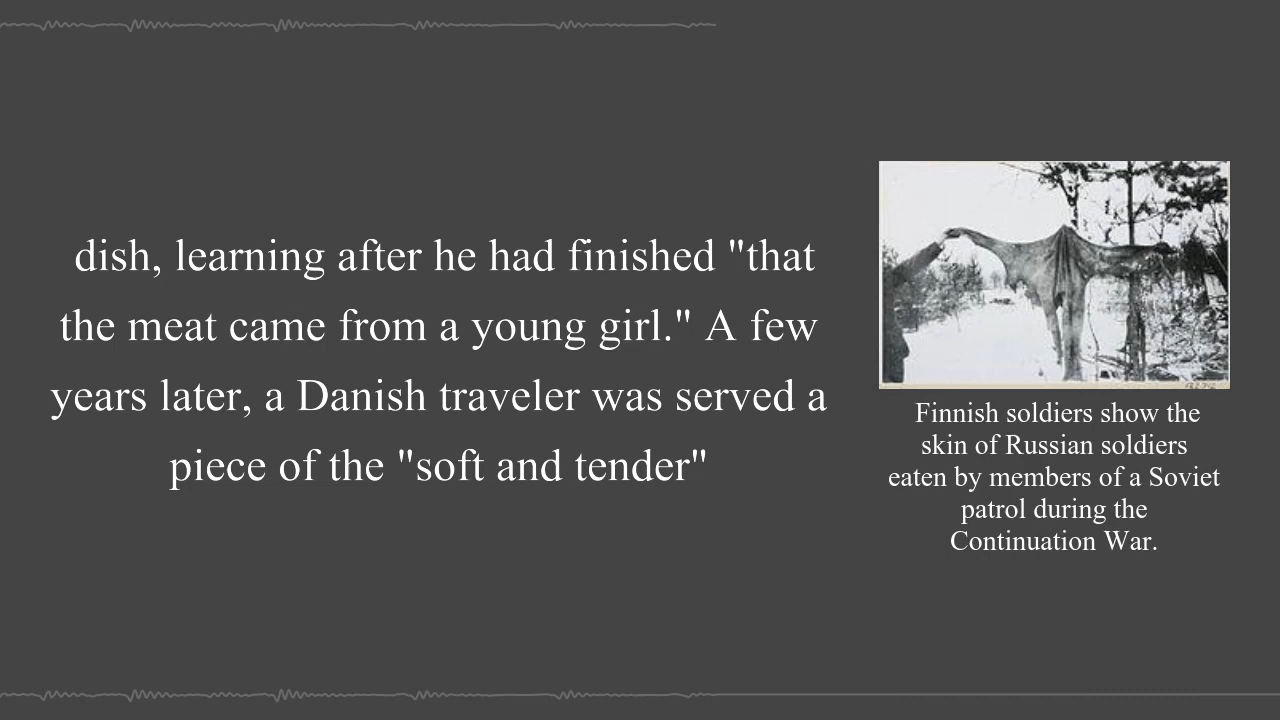 dish, learning after he had finished "that
the meat came from a young girl." A few
years later, a Danish traveler was served a
piece of the "soft and tender"
Finnish soldiers show the
skin of Russian soldiers
eaten by members of a Soviet
patrol during the
Continuation War.